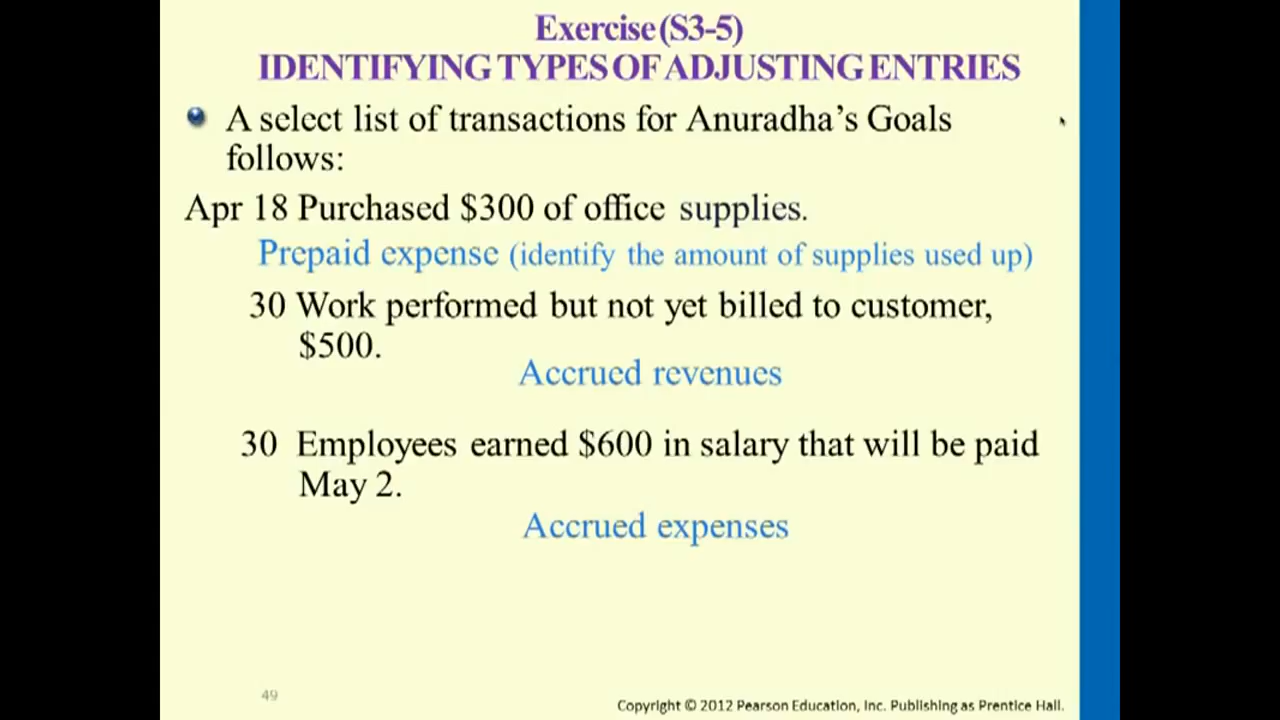 Exercise (S3-5)
IDENTIFYING TYPES OF ADJUSTING ENTRIES
A select list of transactions for Anuradha's Goals
follows:
Apr 18 Purchased $300 of office supplies.
Prepaid expense (identify the amount of supplies used up)
30 Work performed but not yet billed to customer,
$500.
Accrued revenues
30 Employees earned $600 in salary that will be paid
May 2.
Accrued expenses
49
Copyright © 2012 Pearson Education, Inc. Publishing as Prentice Hall.